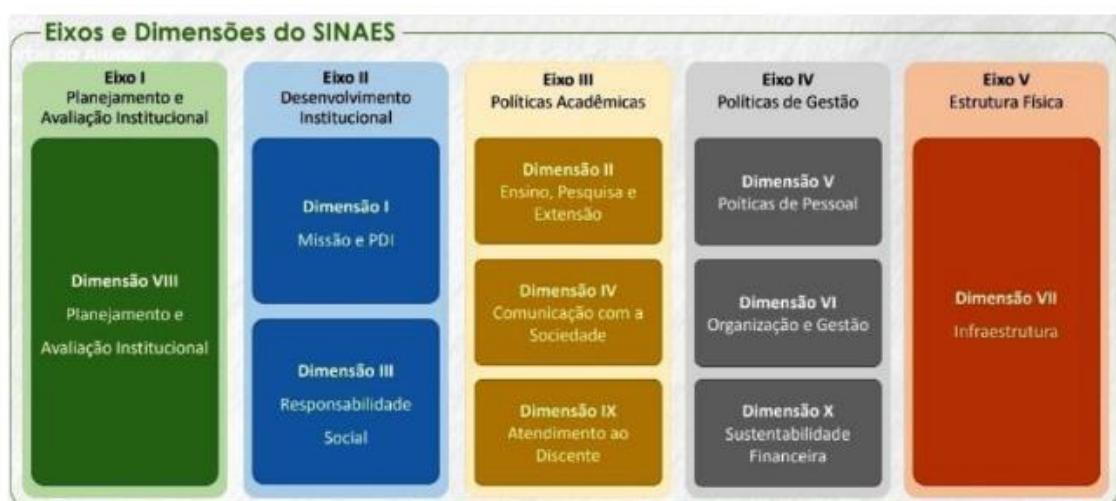 Eixos e Dimensões do SINAES
Eixo I
Planejamento e
Avaliação Institucional
Dimensão VIII
Planejamento e
Avaliação Institucional
Eixo II
Desenvolvimento
Institucional
Dimensão I
Missão e PDI
Dimensão III
Responsabilidade
Social
Eixo III
Políticas Acadêmicas
Dimensão II
Ensino, Pesquisa e
Extensão
Dimensão IV
Comunicação com a
Sociedade
Dimensão IX
Atendimento ao
Discente
Eixo IV
Políticas de Gestão
Dimensão V
Poíticas de Pessoal
Dimensão VI
Organização e Gestão
Dimensão X
Sustentabilidade
Financeira
Eixo V
Estrutura Física
Dimensão VII
Infraestrutura